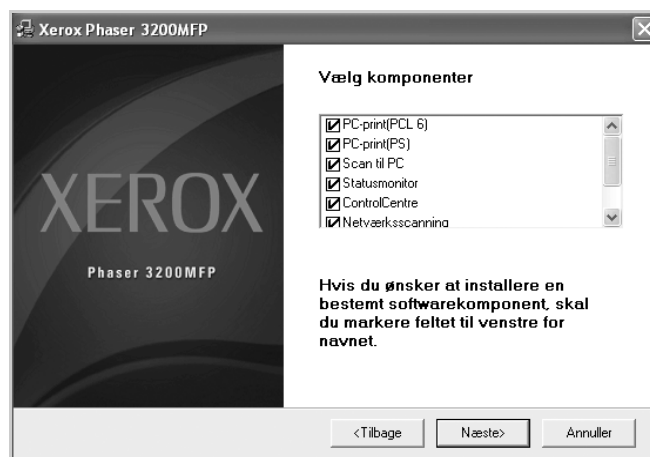 Xerox Phaser 3200MFP
Vælg komponenter
PC-print(PCL 6)
PC-print(PS)
Scan til PC
Statusmonitor
ControlCentre
Netværksscanning
XEROX
Phaser 3200MFP
Hvis du ønsker at installere en
bestemt softwarekomponent, skal
du markere feltet til venstre for
navnet.
<Tilbage
Næste>
Annuller